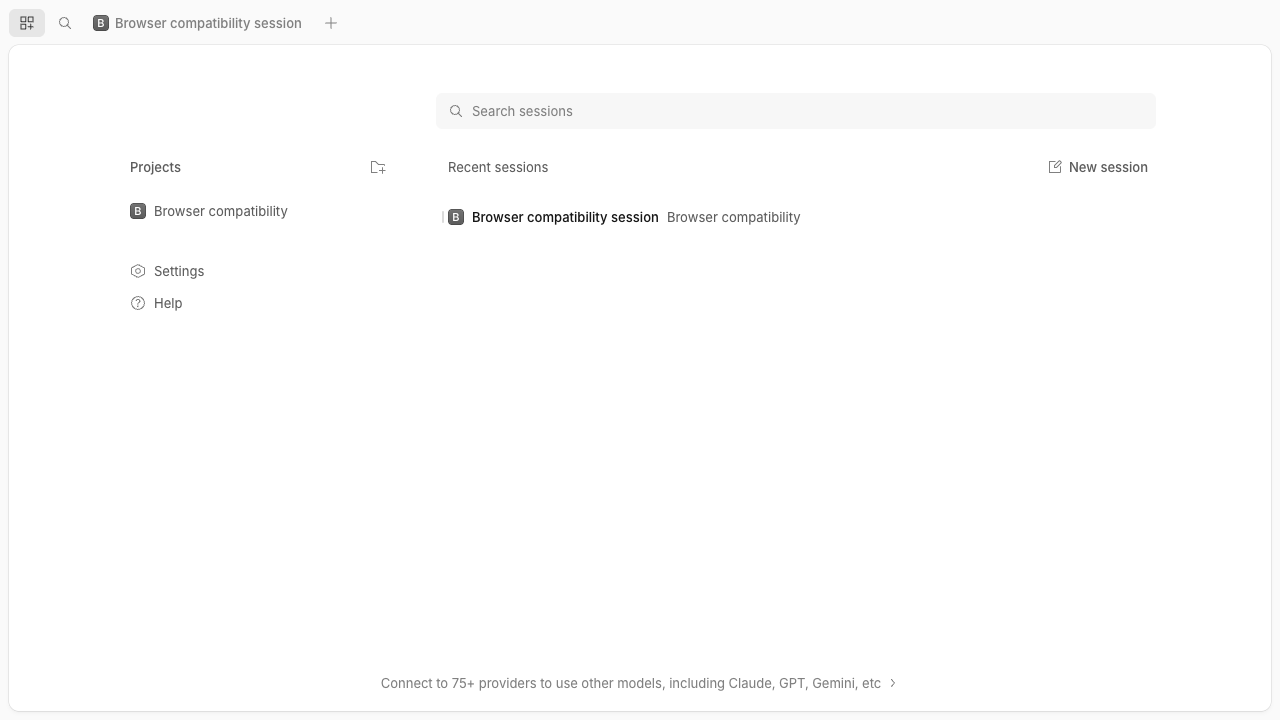 B Browser compatibility session
Search sessions
Projects
Recent sessions
New session
B Browser compatibility
B Browser compatibility session Browser compatibility
Settings
Help
Connect to 75+ providers to use other models, including Claude, GPT, Gemini, etc